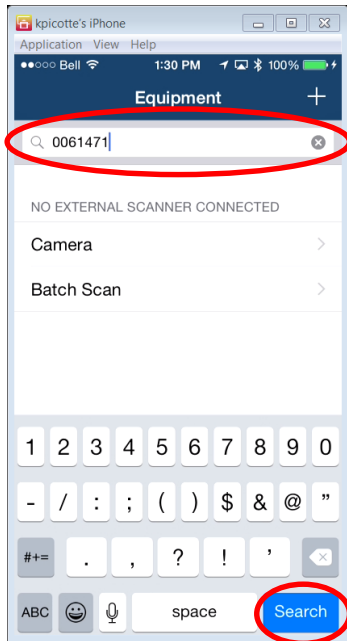 kpicotte's iPhone
Application View Help
Bell 1:30 PM 100%
Equipment +
0061471
NO EXTERNAL SCANNER CONNECTED
Camera
Batch Scan
1 2 3 4 5 6 7 8 9 0
- / : ; ( ) $ & @ ”
#+= . , ? ! ’
ABC space Search